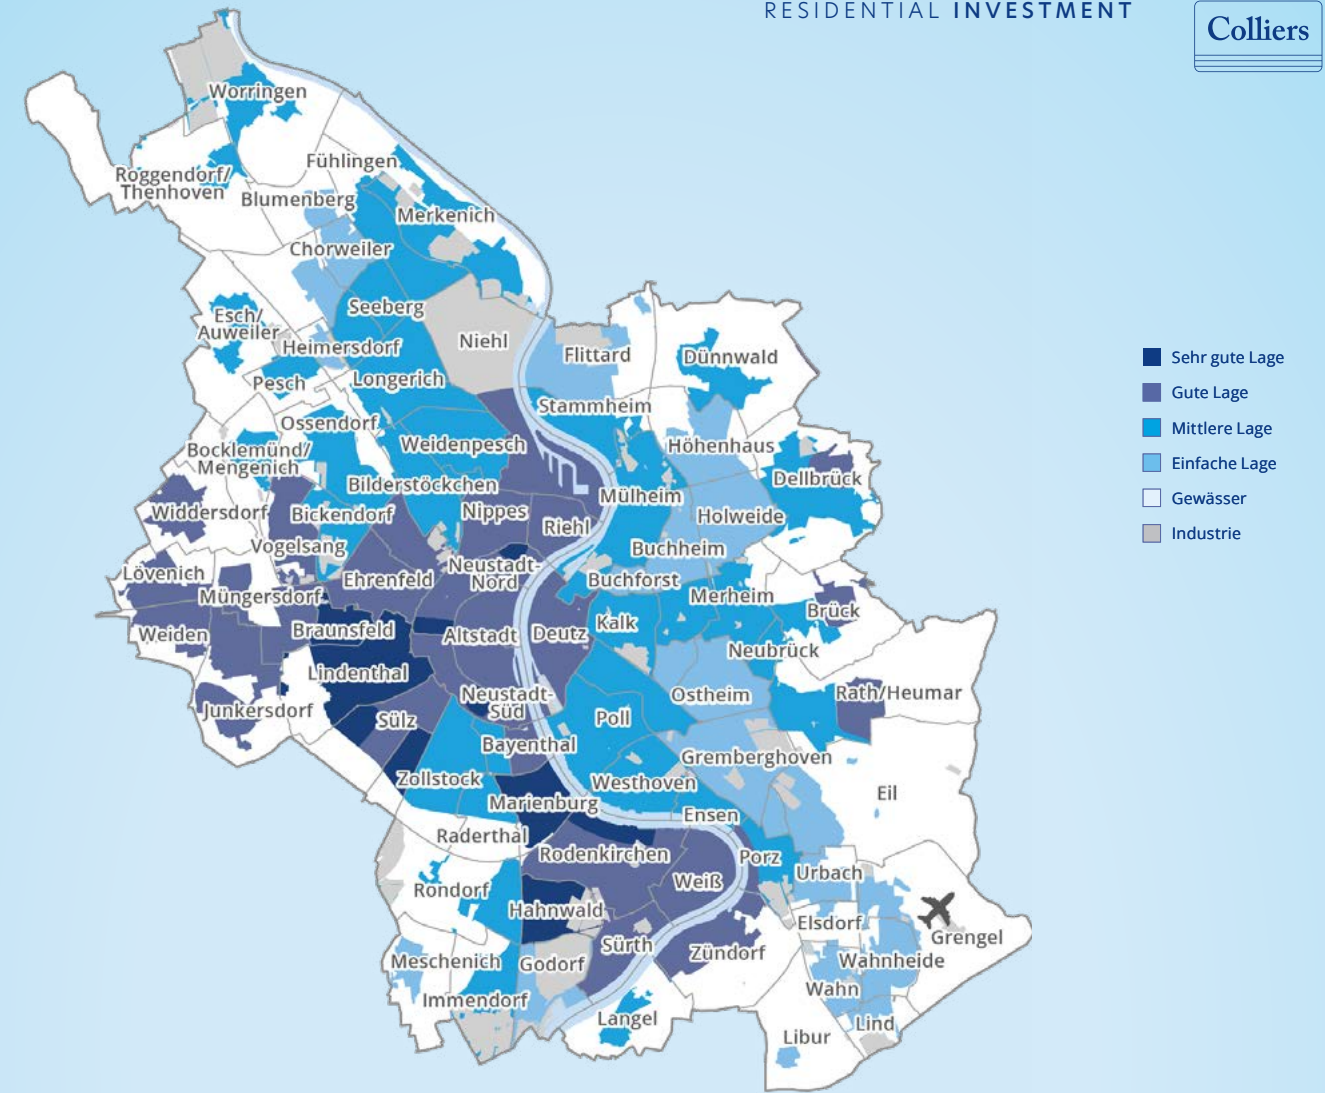 RESIDENTIAL INVESTMENT
Colliers
Worringen
Fühlingen
Roggendorf/
Thenhoven
Blumenberg
Merkenich
Chorweiler
Seeberg
Esch/
Auweiler
Niehl
Heimersdorf
Flittard
Dünnwald
Pesch
Longerich
Stammheim
Ossendorf
Weidenpesch
Höhenhaus
Bocklemünd/
Mengenich
Bilderstöckchen
Dellbrück
Mülheim
Widdersdorf
Bickendorf
Nippes
Riehl
Holweide
Vogelsang
Buchheim
Lövenich
Ehrenfeld
Neustadt-
Nord
Buchforst
Müngersdorf
Merheim
Brück
Weiden
Braunsfeld
Altstadt
Deutz
Kalk
Neubrück
Lindenthal
Neustadt-
Süd
Ostheim
Rath/Heumar
Junkersdorf
Sülz
Poll
Bayenthal
Gremberghoven
Zollstock
Westhoven
Eil
Marienburg
Ensen
Raderthal
Rodenkirchen
Porz
Urbach
Rondorf
Weiß
Hahnwald
Elsdorf
Grengel
Sürth
Zündorf
Meschenich
Godorf
Wahnheide
Wahn
Immendorf
Langel
Lind
Libur
Sehr gute Lage
Gute Lage
Mittlere Lage
Einfache Lage
Gewässer
Industrie